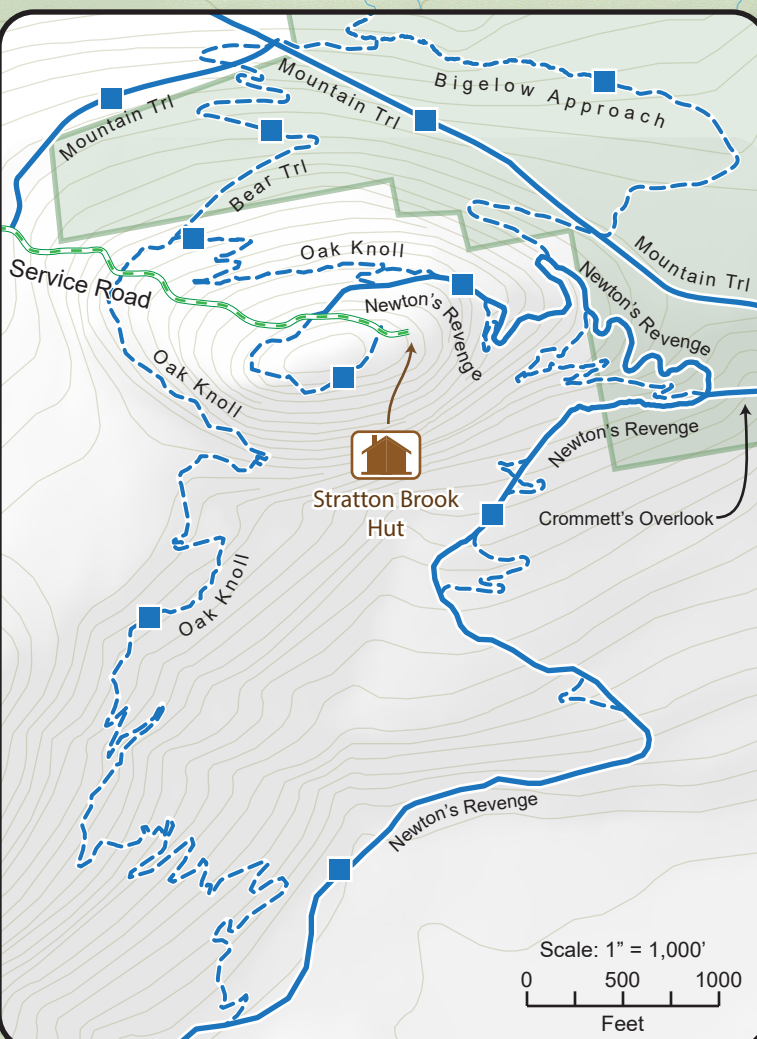 Bigelow Approach
Mountain Trl
Mountain Trl
Bear Trl
Oak Knoll
Mountain Trl
Service Road
Newton's Revenge
Newton's Revenge
Oak Knoll
Newton's Revenge
Stratton Brook
Hut
Crommett's Overlook
Oak Knoll
Newton's Revenge
Scale: 1” = 1,000’
0 500 1000
Feet